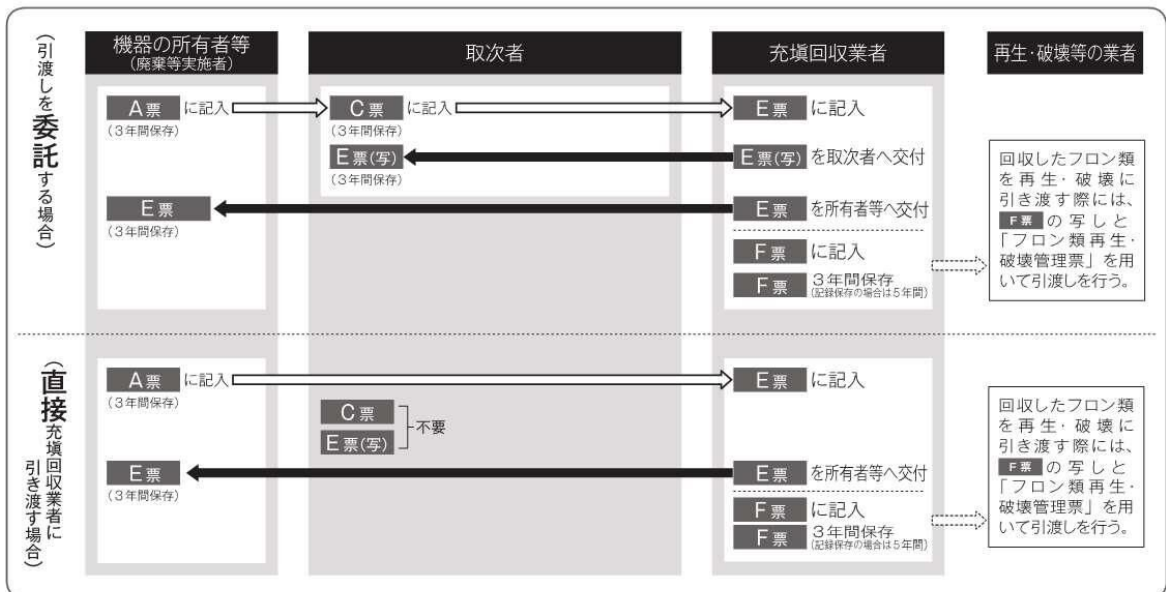 機器の所有者等
(廃棄等実施者)
取次者
充塡回収業者
再生・破壊等の業者
(引渡しを委託する場合)
A票 に記入
(3年間保存)
C票 に記入
(3年間保存)
E票 に記入
E票(写)
(3年間保存)
E票(写) を取次者へ交付
E票
(3年間保存)
E票 を所有者等へ交付
F票 に記入
F票 3年間保存
(記録保存の場合は5年間)
回収したフロン類
を再生・破壊に
引き渡す際には、
F票 の写しと
「フロン類再生・
破壊管理票」を用
いて引渡しを行う。
(直接充塡回収業者に
引き渡す場合)
A票 に記入
(3年間保存)
E票 に記入
C票
E票(写)
不要
E票
(3年間保存)
E票 を所有者等へ交付
F票 に記入
F票 3年間保存
(記録保存の場合は5年間)
回収したフロン類
を再生・破壊に
引き渡す際には、
F票 の写しと
「フロン類再生・
破壊管理票」を用
いて引渡しを行う。